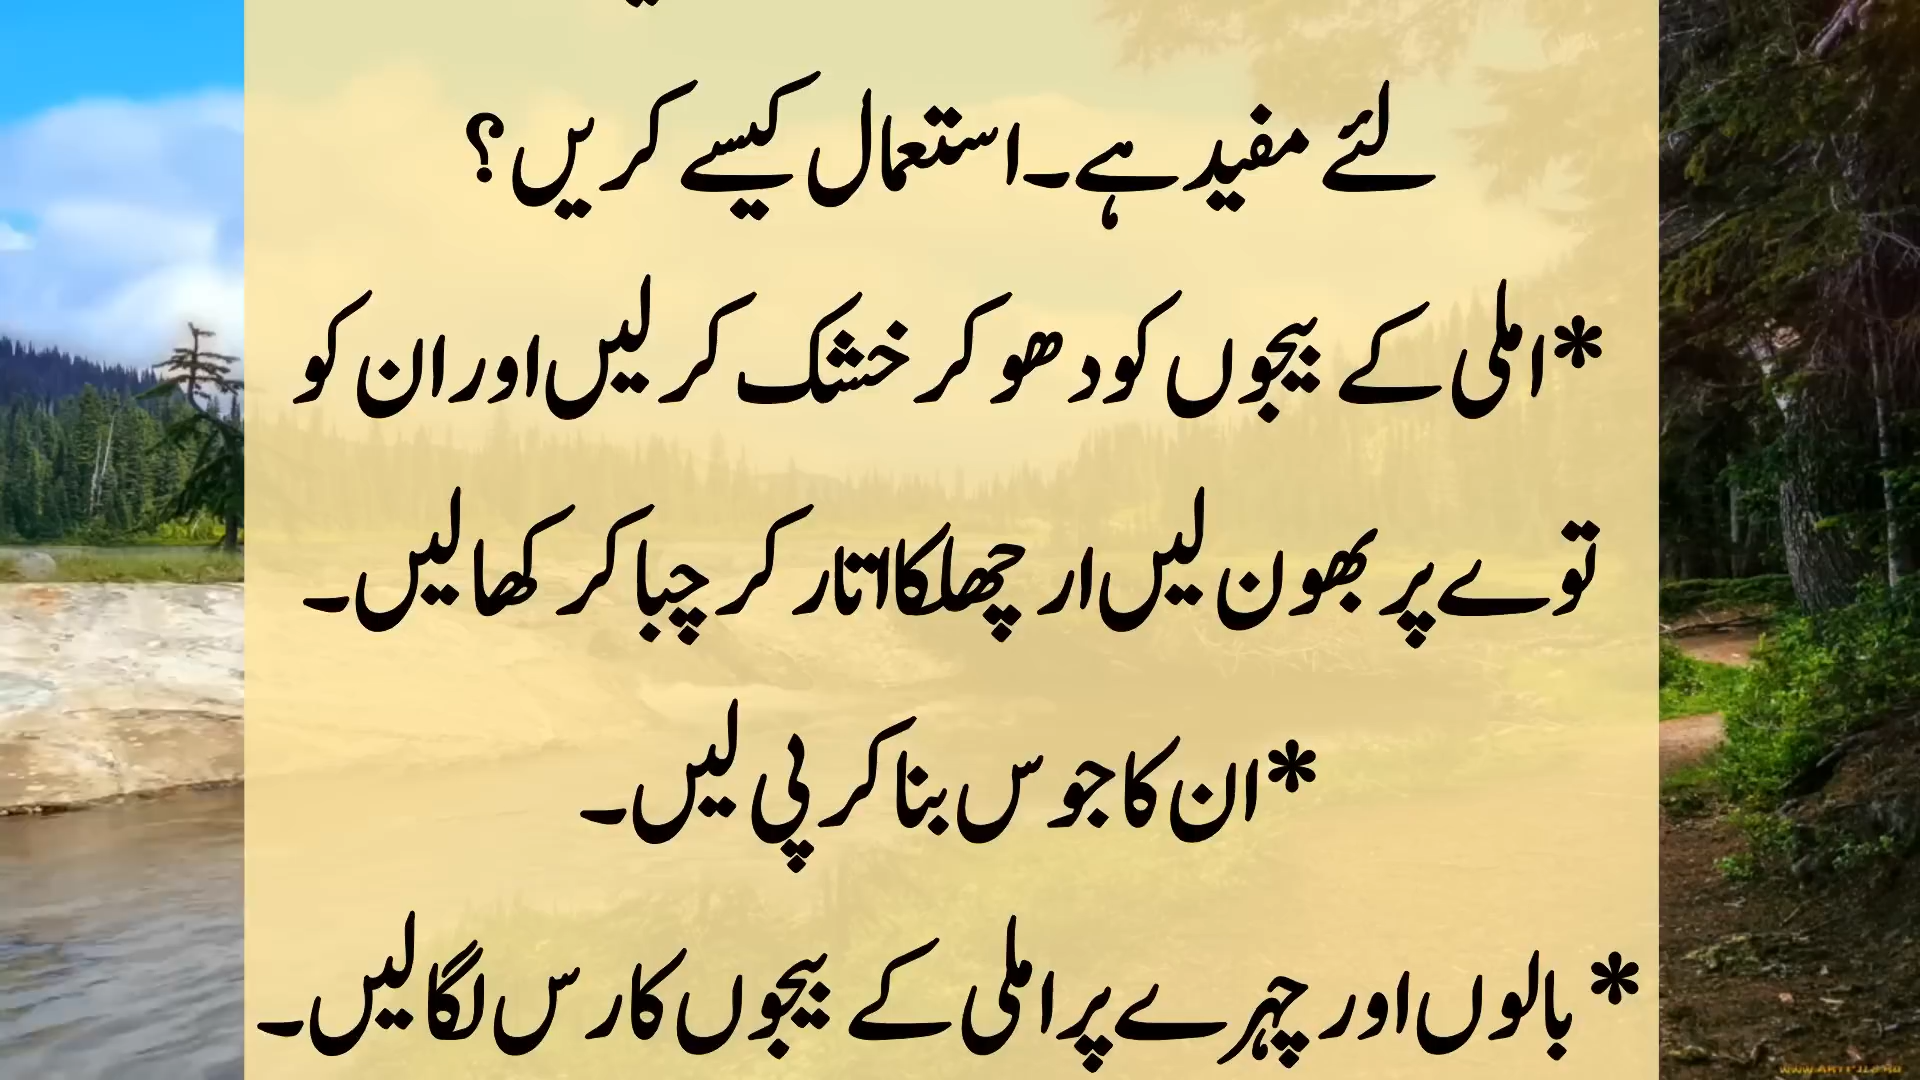 لئے مفید ہے۔استعمال کیسے کریں؟
*املی کے بیجوں کودھو کر خشک کر لیں اور ان کو
توے پر بھون لیں ار چھلکا اتار کر چبا کر کھا لیں۔
*ان کا جوس بنا کر پی لیں۔
* بالوں اور چہرے پر املی کے بیجوں کا رس لگا لیں۔